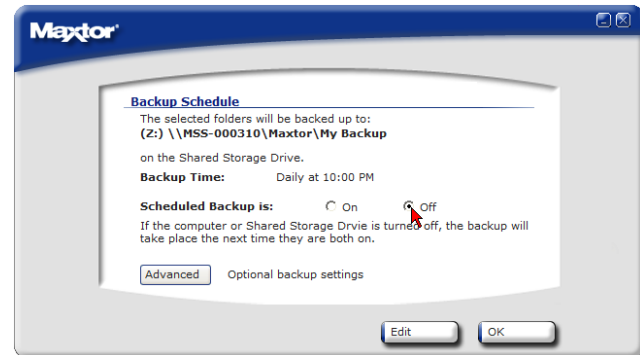 Maxtor
Backup Schedule
The selected folders will be backed up to:
(Z:) \\MSS-000310\Maxtor\My Backup
on the Shared Storage Drive.
Backup Time: Daily at 10:00 PM
Scheduled Backup is: On Off
If the computer or Shared Storage Drvie is turned off, the backup will
take place the next time they are both on.
Advanced Optional backup settings
Edit OK